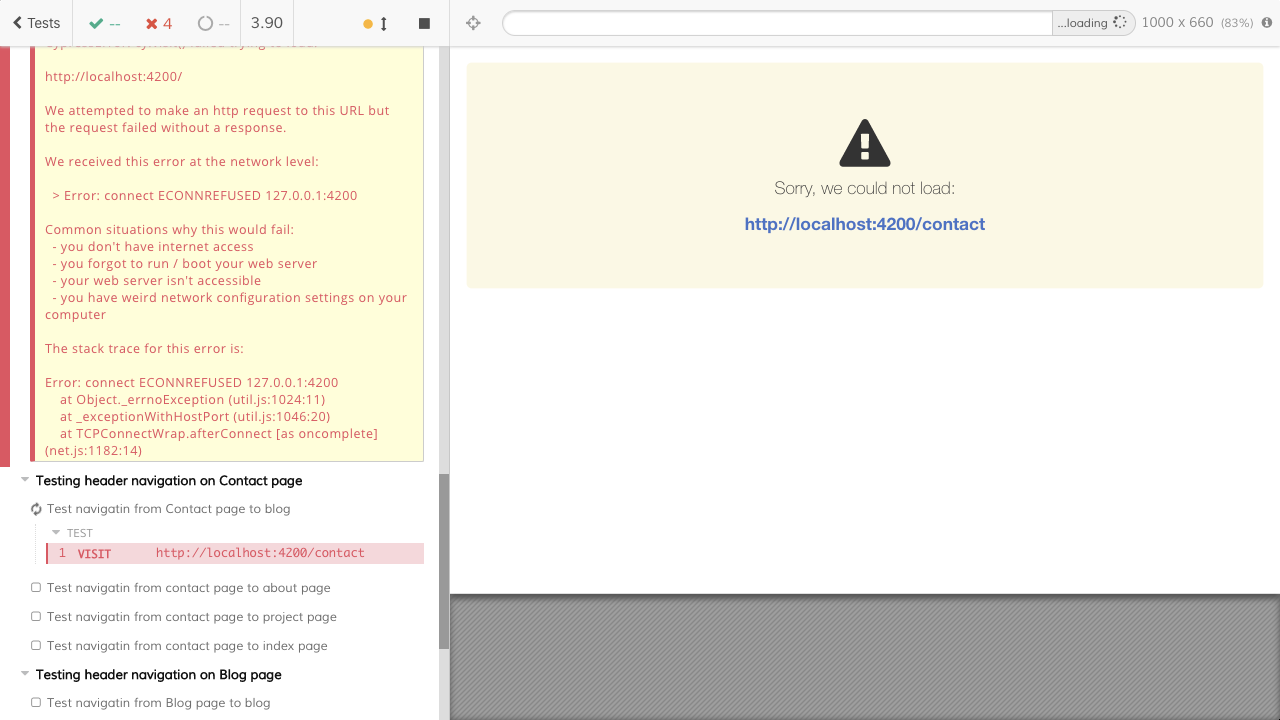 Tests
--
4
--
3.90
...loading
1000 x 660 (83%)
http://localhost:4200/
We attempted to make an http request to this URL but
the request failed without a response.
We received this error at the network level:
> Error: connect ECONNREFUSED 127.0.0.1:4200
Common situations why this would fail:
- you don't have internet access
- you forgot to run / boot your web server
- your web server isn't accessible
- you have weird network configuration settings on your
computer
The stack trace for this error is:
Error: connect ECONNREFUSED 127.0.0.1:4200
at Object._errnoException (util.js:1024:11)
at _exceptionWithHostPort (util.js:1046:20)
at TCPConnectWrap.afterConnect [as oncomplete]
(net.js:1182:14)
Testing header navigation on Contact page
Test navigatin from Contact page to blog
TEST
1 VISIT http://localhost:4200/contact
Test navigatin from contact page to about page
Test navigatin from contact page to project page
Test navigatin from contact page to index page
Testing header navigation on Blog page
Test navigatin from Blog page to blog
Sorry, we could not load:
http://localhost:4200/contact